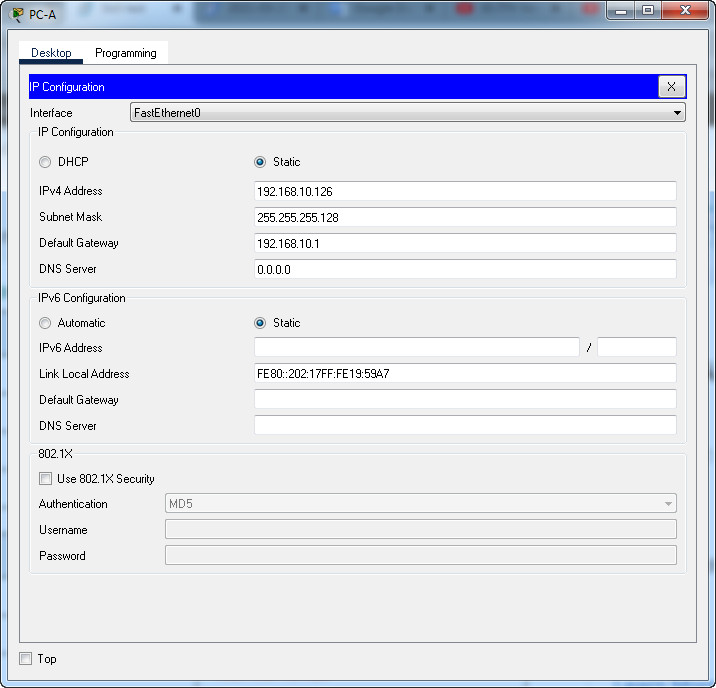 PC-A
Desktop Programming
IP Configuration X
Interface FastEthernet0
IP Configuration
DHCP Static
IPv4 Address 192.168.10.126
Subnet Mask 255.255.255.128
Default Gateway 192.168.10.1
DNS Server 0.0.0.0
IPv6 Configuration
Automatic Static
IPv6 Address /
Link Local Address FE80::202:17FF:FE19:59A7
Default Gateway
DNS Server
802.1X
Use 802.1X Security
Authentication MD5
Username
Password
Top